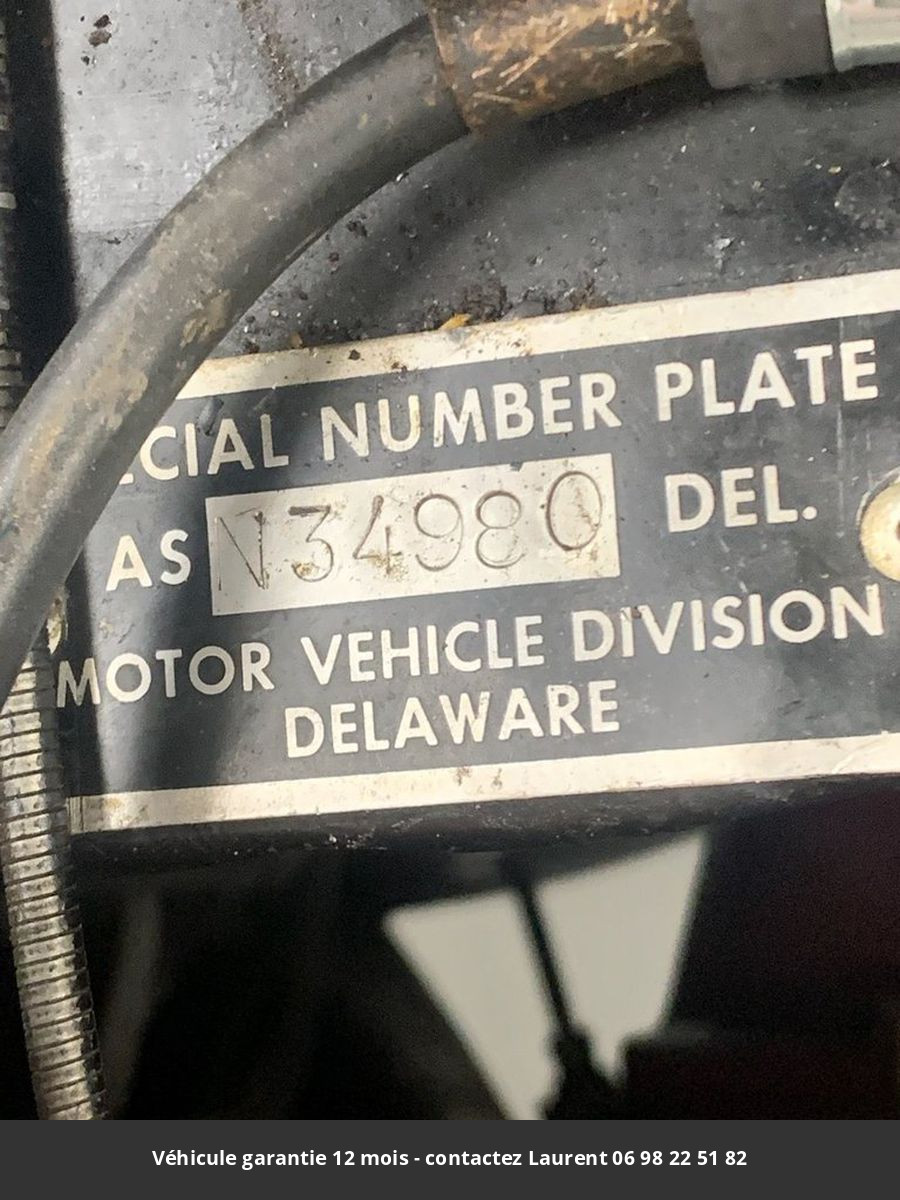 ECIAL NUMBER PLATE
AS N34980 DEL.
MOTOR VEHICLE DIVISION
DELAWARE
Véhicule garantie 12 mois - contactez Laurent 06 98 22 51 82